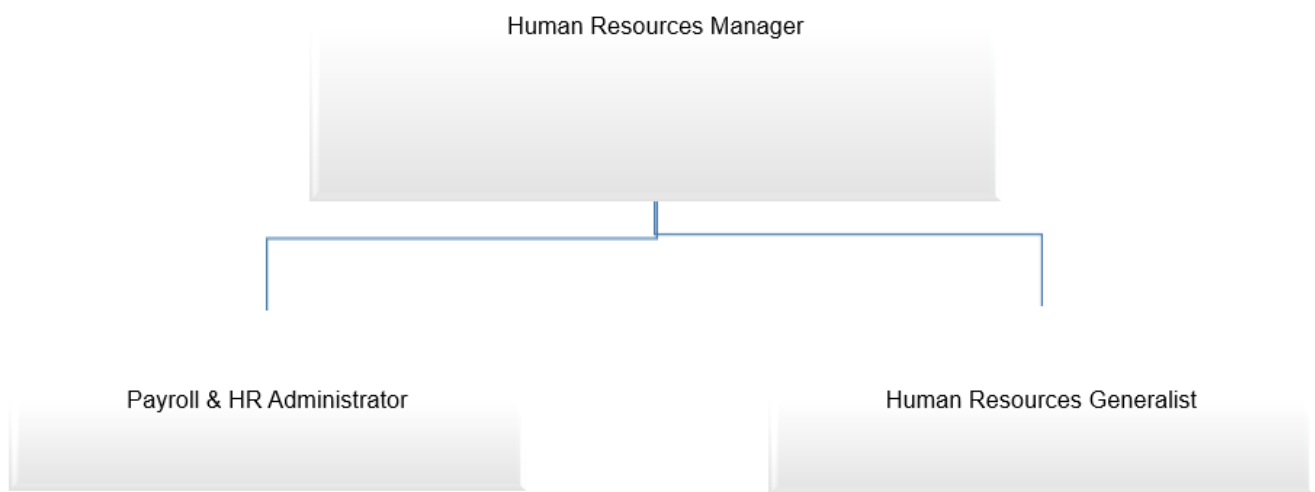 Human Resources Manager
Payroll & HR Administrator
Human Resources Generalist